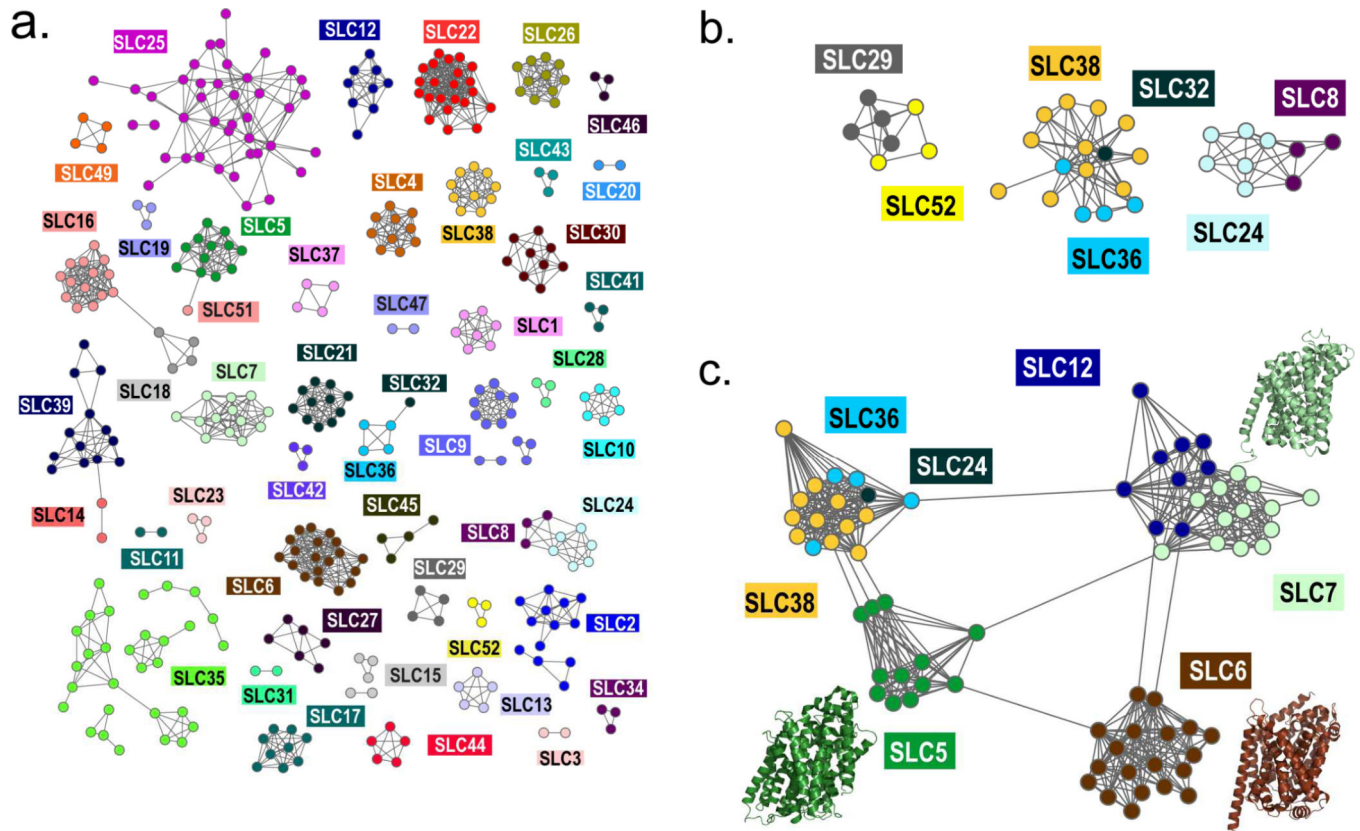 a.
SLC25
SLC12
SLC22
SLC26
SLC46
SLC49
SLC43
SLC20
SLC4
SLC16
SLC19
SLC5
SLC38
SLC30
SLC37
SLC41
SLC51
SLC47
SLC1
SLC21
SLC28
SLC7
SLC32
SLC18
SLC39
SLC9
SLC10
SLC36
SLC42
SLC23
SLC45
SLC24
SLC14
SLC8
SLC11
SLC29
SLC6
SLC27
SLC2
SLC52
SLC35
SLC15
SLC31
SLC34
SLC13
SLC17
SLC44
SLC3
b.
SLC29
SLC38
SLC32
SLC8
SLC52
SLC24
SLC36
c.
SLC12
SLC36
SLC24
SLC38
SLC7
SLC6
SLC5